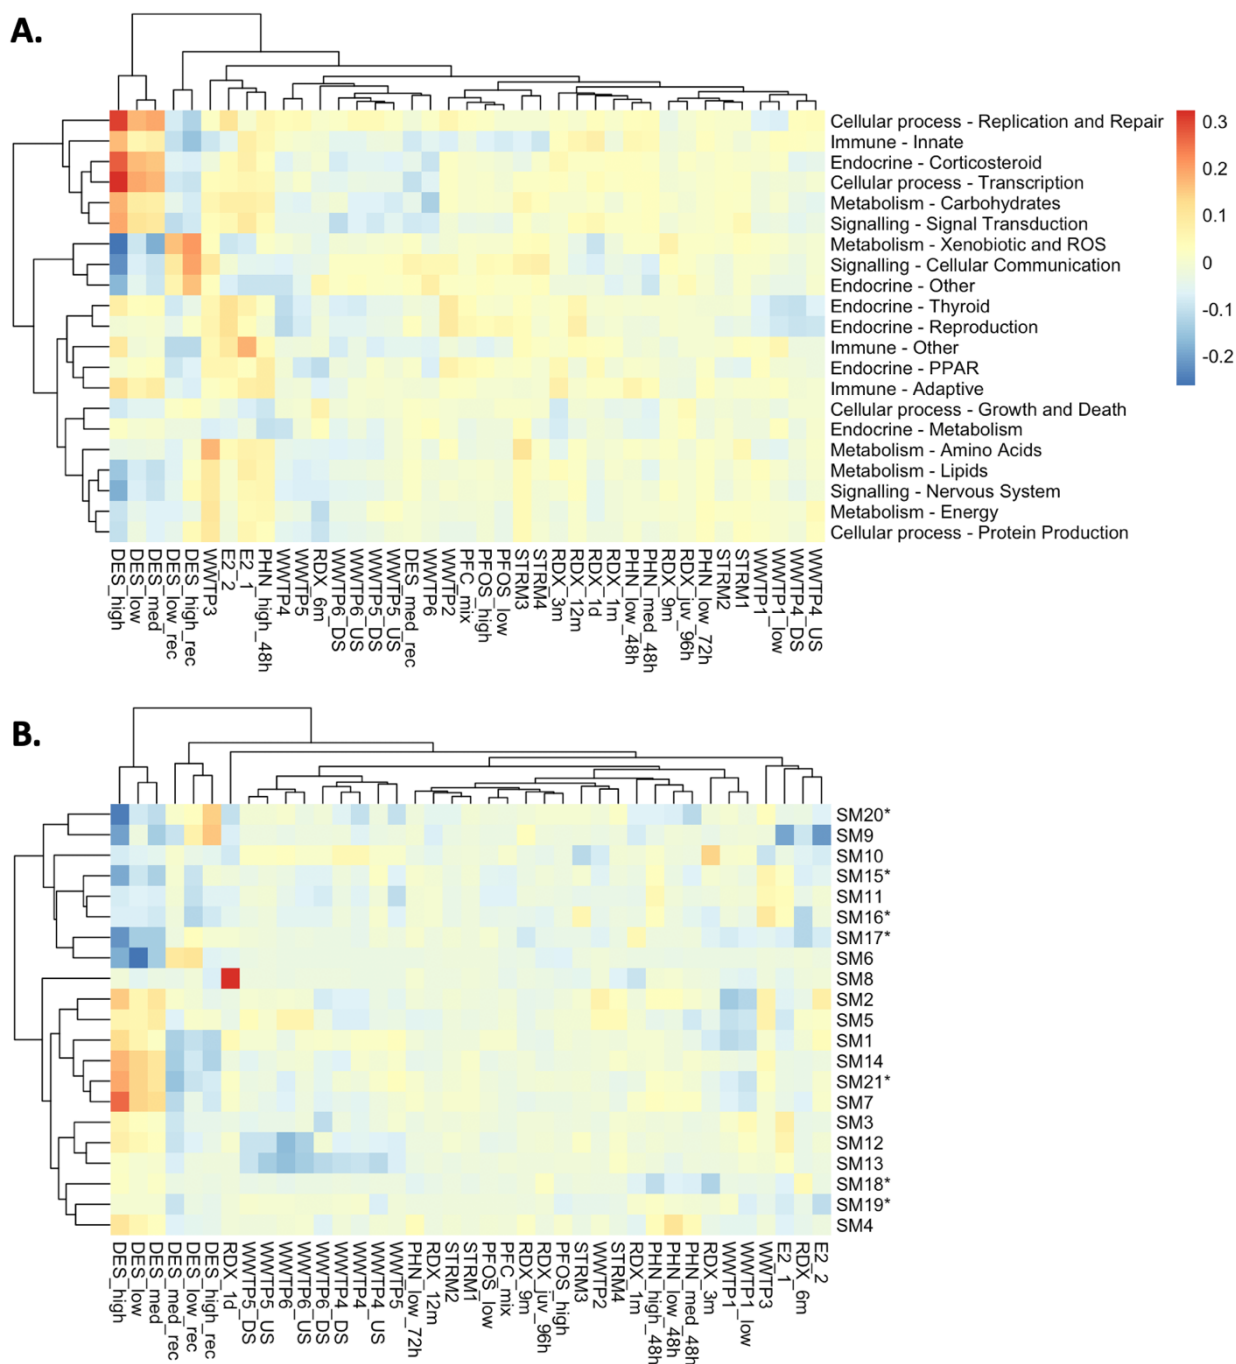 A.
Cellular process - Replication and Repair
Immune - Innate
Endocrine - Corticosteroid
Cellular process - Transcription
Metabolism - Carbohydrates
Signalling - Signal Transduction
Metabolism - Xenobiotic and ROS
Signalling - Cellular Communication
Endocrine - Other
Endocrine - Thyroid
Endocrine - Reproduction
Immune - Other
Endocrine - PPAR
Immune - Adaptive
Cellular process - Growth and Death
Endocrine - Metabolism
Metabolism - Amino Acids
Metabolism - Lipids
Signalling - Nervous System
Metabolism - Energy
Cellular process - Protein Production
0.3
0.2
0.1
0
-0.1
-0.2
DES_high
DES_low
DES_med
DES_low_rec
DES_high_rec
WWTP3
E2_2
E2_1
PHN_high_48h
WWTP4
WWTP5
RDX_6m
WWTP6_DS
WWTP6_US
WWTP5_DS
WWTP5_US
DES_med_rec
WWTP6
WWTP2
PFC_mix
PFOS_high
PFOS_low
STRM3
STRM4
RDX_3m
RDX_12m
RDX_1d
RDX_1m
PHN_low_48h
PHN_med_48h
RDX_9m
RDX_juv_96h
PHN_low_72h
STRM2
STRM1
WWTP1
WWTP1_low
WWTP4_DS
WWTP4_US
B.
SM20*
SM9
SM10
SM15*
SM11
SM16*
SM17*
SM6
SM8
SM2
SM5
SM1
SM14
SM21*
SM7
SM3
SM12
SM13
SM18*
SM19*
SM4
DES_high
DES_low
DES_med
DES_med_rec
DES_low_rec
DES_high_rec
RDX_1d
WWTP5_DS
WWTP5_US
WWTP6
WWTP6_US
WWTP6_DS
WWTP4_DS
WWTP4
WWTP4_US
WWTP5
PHN_low_72h
RDX_12m
STRM2
STRM1
PFOS_low
PFC_mix
RDX_9m
RDX_juv_96h
PFOS_high
STRM3
WWTP2
STRM4
RDX_1m
PHN_high_48h
PHN_low_48h
PHN_med_48h
RDX_3m
WWTP1
WWTP1_low
WWTP3
E2_1
RDX_6m
E2_2